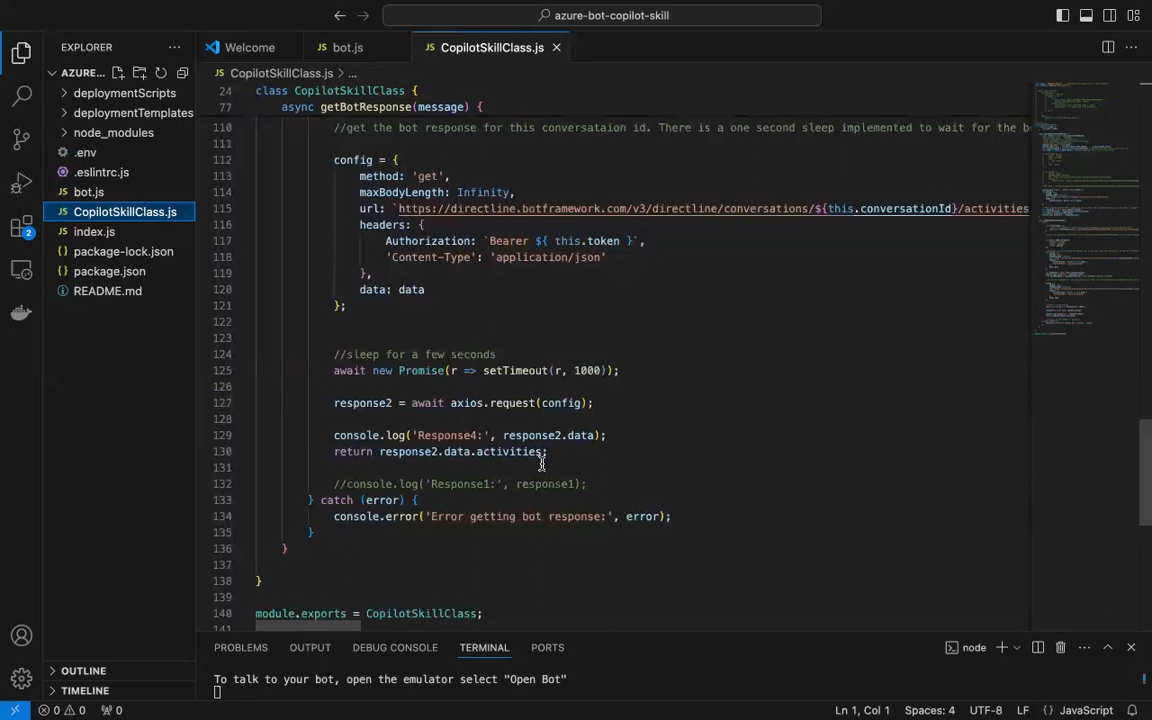 azure-bot-copilot-skill
EXPLORER
AZURE...
deploymentScripts
deploymentTemplates
node_modules
.env
.eslintrc.js
bot.js
CopilotSkillClass.js
index.js
package-lock.json
package.json
README.md
OUTLINE
TIMELINE
2
Welcome
bot.js
CopilotSkillClass.js
CopilotSkillClass.js > ...
24 class CopilotSkillClass {
77 async getBotResponse(message) {
110 //get the bot response for this conversataion id. There is a one second sleep implemented to wait for the b
111
112 config = {
113 method: 'get',
114 maxBodyLength: Infinity,
115 url: `https://directline.botframework.com/v3/directline/conversations/${this.conversationId}/activities
116 headers: {
117 Authorization: `Bearer ${ this.token }`,
118 'Content-Type': 'application/json'
119 },
120 data: data
121 };
122
123
124 //sleep for a few seconds
125 await new Promise(r => setTimeout(r, 1000));
126
127 response2 = await axios.request(config);
128
129 console.log('Response4:', response2.data);
130 return response2.data.activities;
131
132 //console.log('Response1:', response1);
133 } catch (error) {
134 console.error('Error getting bot response:', error);
135 }
136 }
137
138 }
139
140 module.exports = CopilotSkillClass;
141
PROBLEMS OUTPUT DEBUG CONSOLE TERMINAL PORTS
node
To talk to your bot, open the emulator select "Open Bot"
0 0 0
Ln 1, Col 1 Spaces: 4 UTF-8 LF {} JavaScript